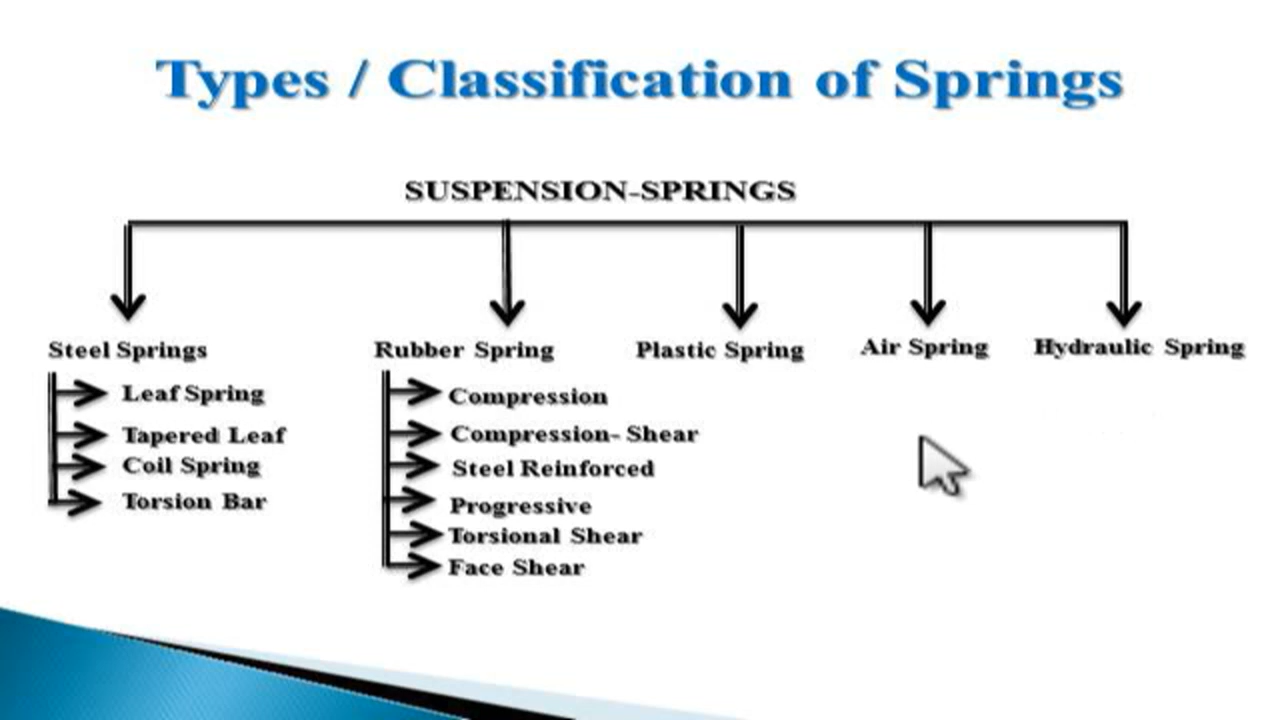 Types / Classification of Springs
SUSPENSION-SPRINGS
Steel Springs
Leaf Spring
Tapered Leaf
Coil Spring
Torsion Bar
Rubber Spring
Compression
Compression- Shear
Steel Reinforced
Progressive
Torsional Shear
Face Shear
Plastic Spring
Air Spring
Hydraulic Spring